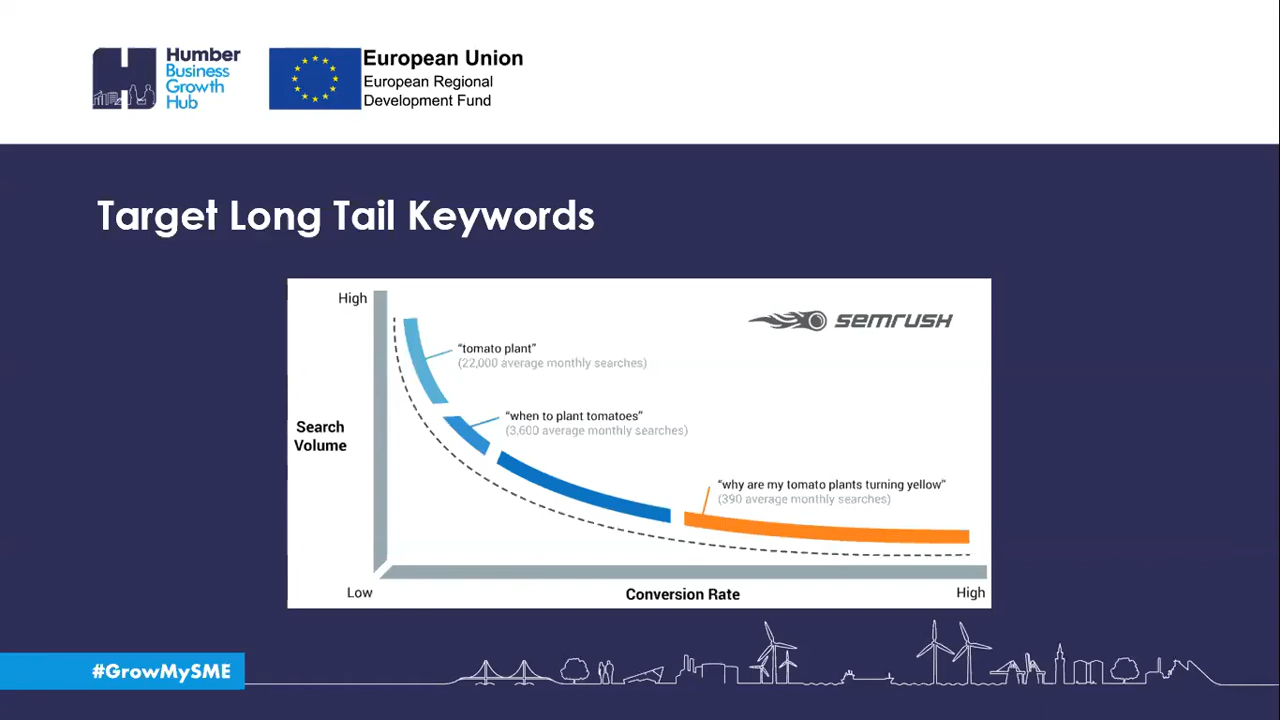 Humber
Business
Growth
Hub
European Union
European Regional
Development Fund
Target Long Tail Keywords
High
semrush
“tomato plant”
(22,000 average monthly searches)
“when to plant tomatoes”
(3,600 average monthly searches)
Search
Volume
“why are my tomato plants turning yellow”
(390 average monthly searches)
Low
Conversion Rate
High
#GrowMySME